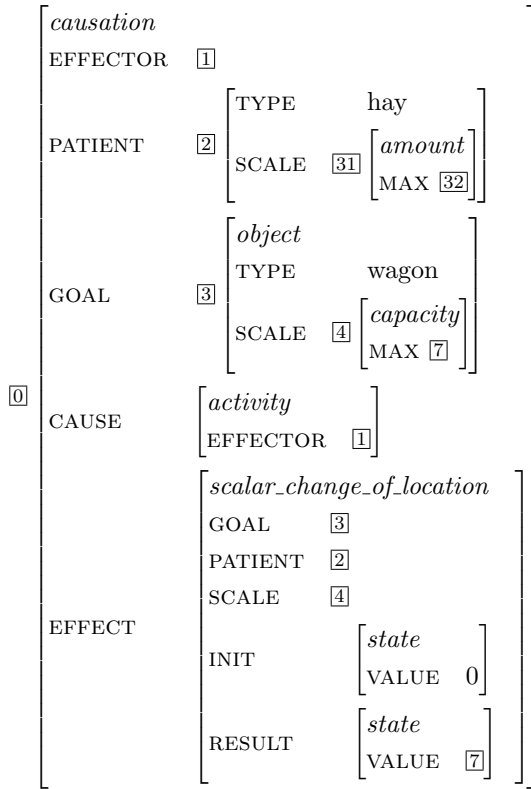 causation
EFFECTOR 1
TYPE hay
PATIENT 2
SCALE 31 amount
MAX 32
object
TYPE wagon
GOAL 3
SCALE 4 capacity
MAX 7
0
CAUSE activity
EFFECTOR 1
scalar_change_of_location
GOAL 3
PATIENT 2
SCALE 4
EFFECT
INIT state
VALUE 0
RESULT state
VALUE 7